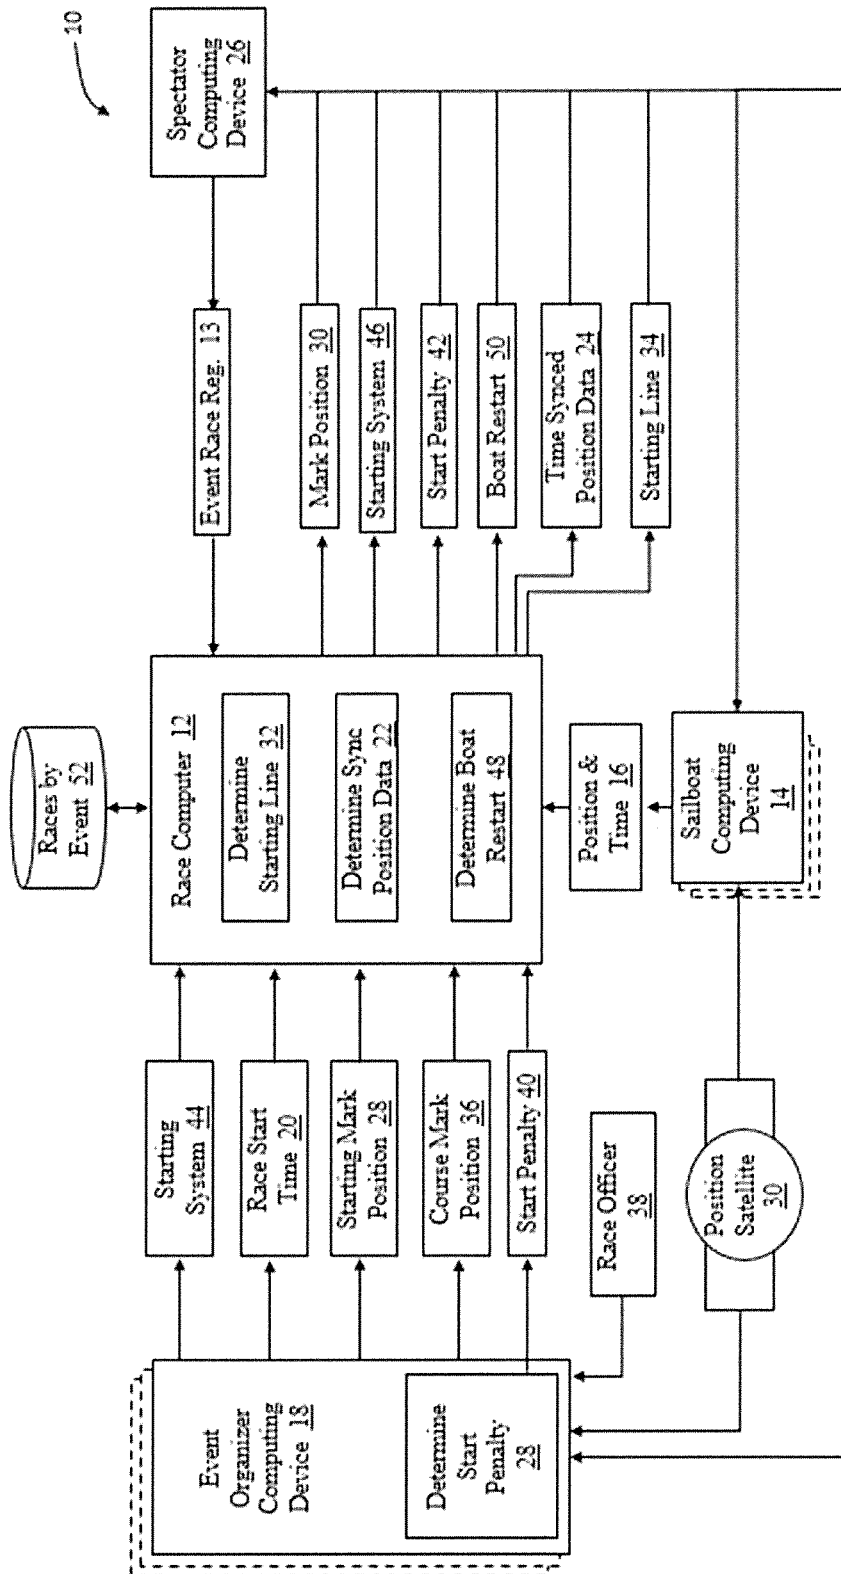 10
Spectator
Computing
Device 26
Event Race Reg. 13
Mark Position 30
Starting System 46
Start Penalty 42
Boat Restart 50
Time Synced
Position Data 24
Starting Line 34
Races by
Event 52
Race Computer 12
Determine
Starting Line 32
Determine Sync
Position Data 22
Determine Boat
Restart 48
Position &
Time 16
Sailboat
Computing
Device
14
Starting
System 44
Race Start
Time 20
Starting Mark
Position 28
Course Mark
Position 36
Start Penalty 40
Race Officer
38
Position
Satellite
30
Event
Organizer
Computing
Device 18
Determine
Start
Penalty
28